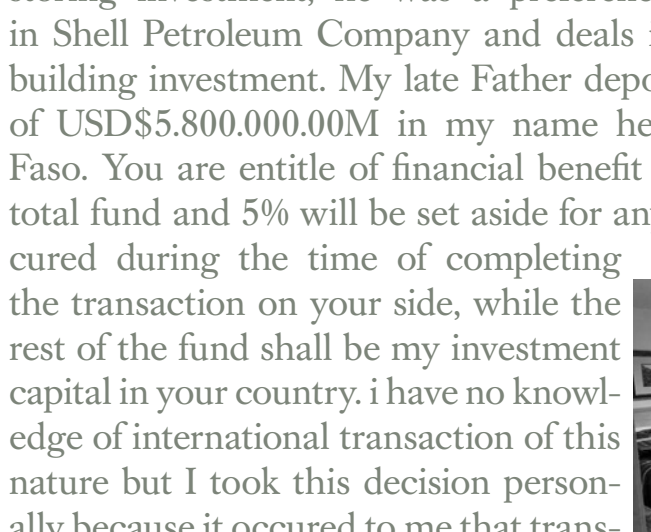 storing investment, he was a
in Shell Petroleum Company and deals
building investment. My late Father
of USD$5.800.000.00M in my name
Faso. You are entitle of financial benefit
total fund and 5% will be set aside for
cured during the time of completing
the transaction on your side, while the
rest of the fund shall be my investment
capital in your country. i have no knowl-
edge of international transaction of this
nature but I took this decision person-
ally because it occured to me that trans-